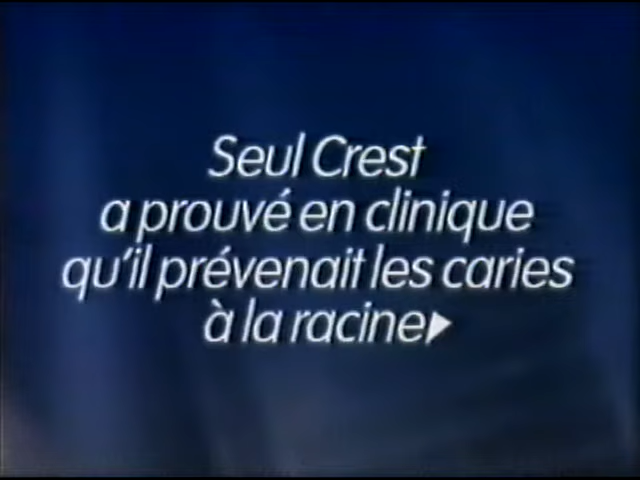 Seul Crest
a prouvé en clinique
qu'il prévenait les caries
à la racine